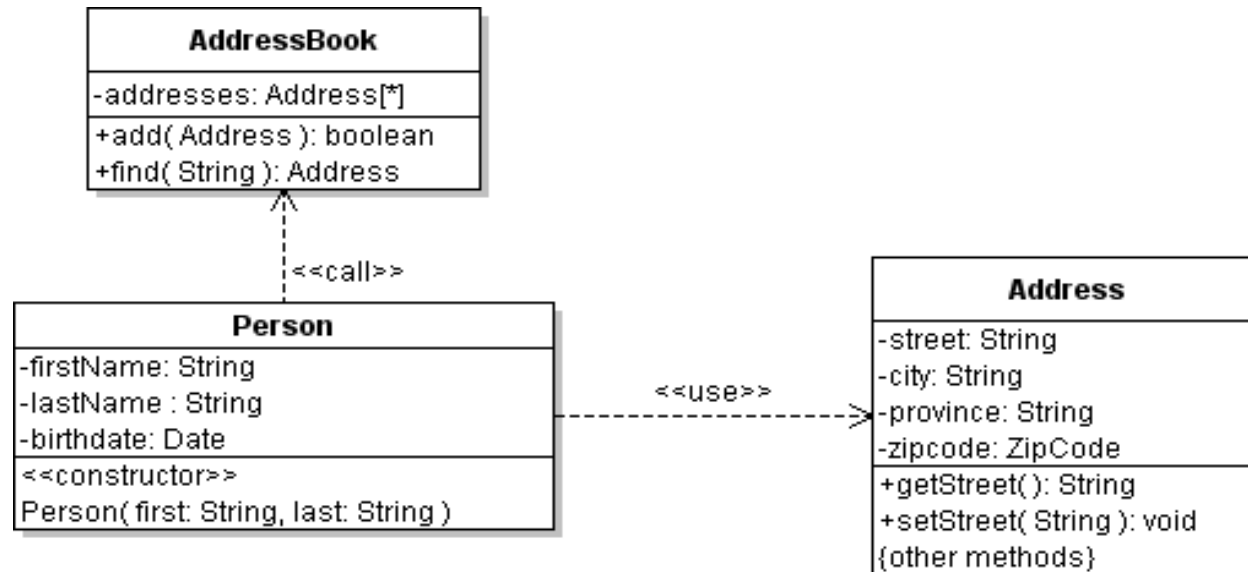 AddressBook
-addresses: Address[*]
+add( Address ): boolean
+find( String ): Address
<<call>>
Person
-firstName: String
-lastName : String
-birthdate: Date
<<constructor>>
Person( first: String, last: String )
<<use>>
Address
-street: String
-city: String
-province: String
-zipcode: ZipCode
+getStreet( ): String
+setStreet( String ): void
{other methods}